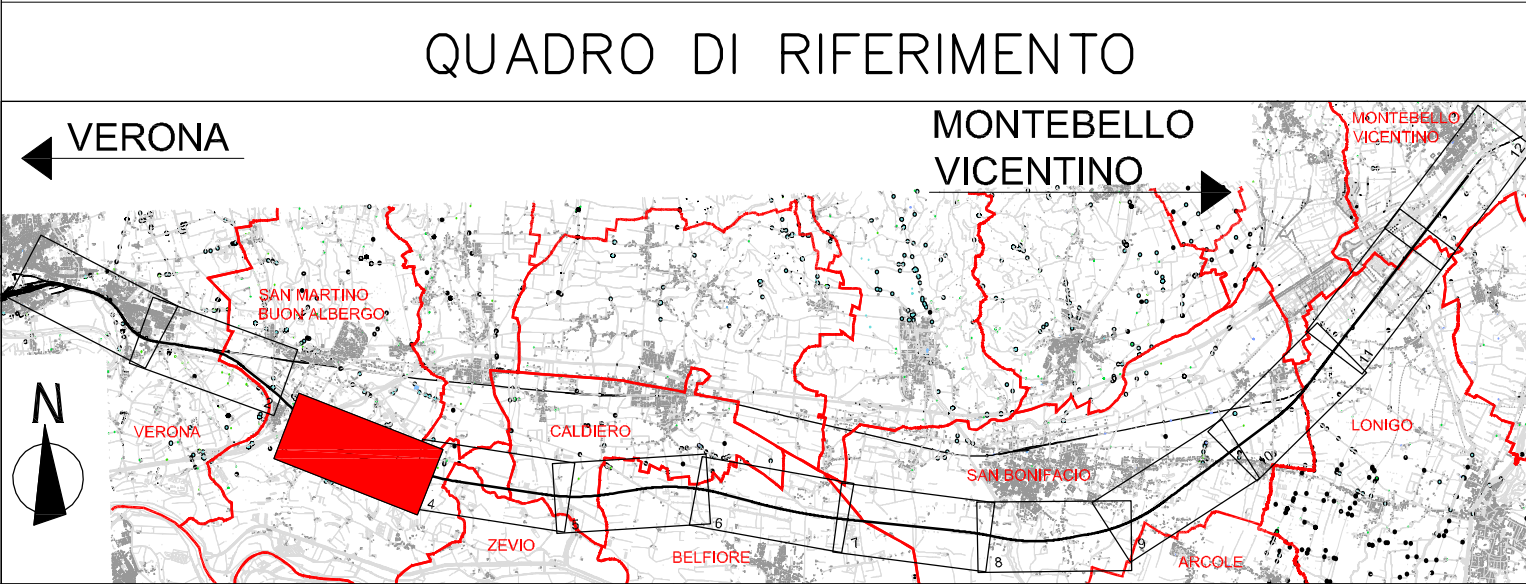 QUADRO DI RIFERIMENTO
VERONA
MONTEBELLO
VICENTINO
MONTEBELLO
VICENTINO
12
SAN MARTINO
BUON ALBERGO
11
N
VERONA
CALDIERO
LONIGO
SAN BONIFACIO
10
4
5
6
7
8
9
ZEVIO
BELFIORE
ARCOLE